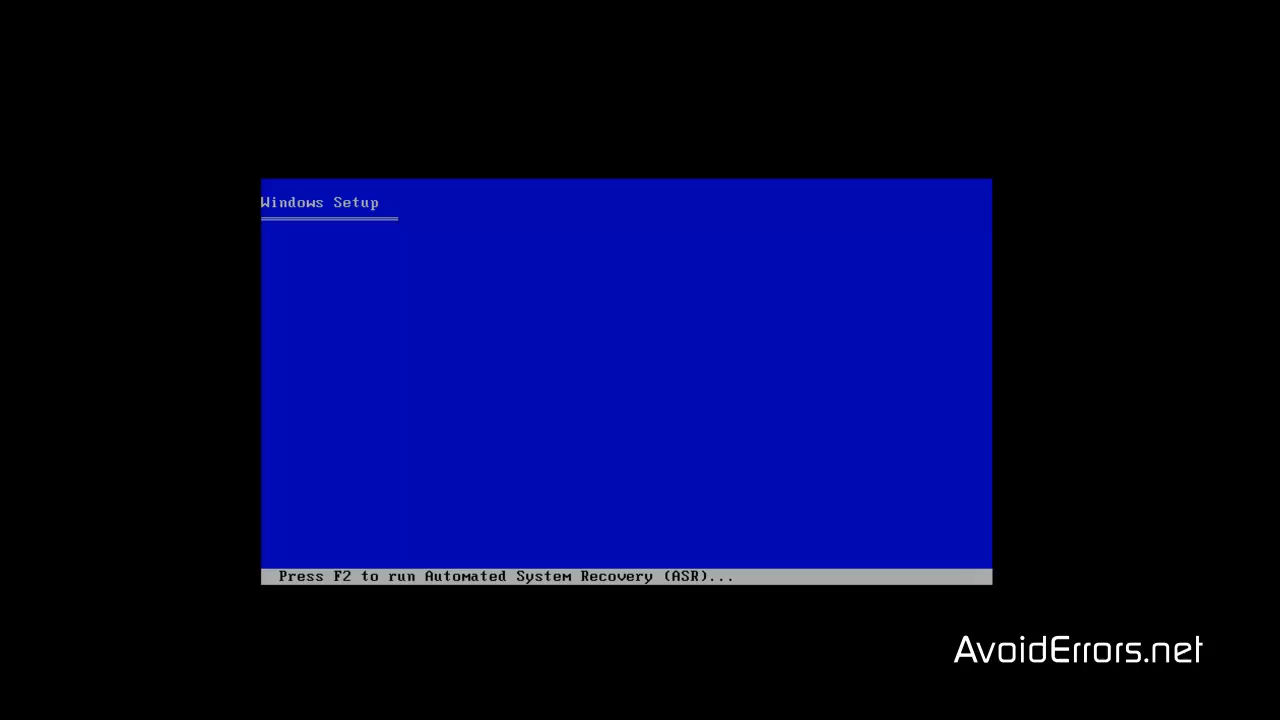 Windows Setup
Press F2 to run Automated System Recovery (ASR)...
AvoidErrors.net